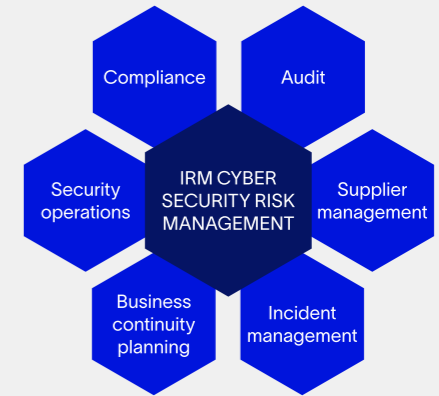 Compliance
Audit
IRM CYBER
SECURITY RISK
MANAGEMENT
Security
operations
Supplier
management
Business
continuity
planning
Incident
management